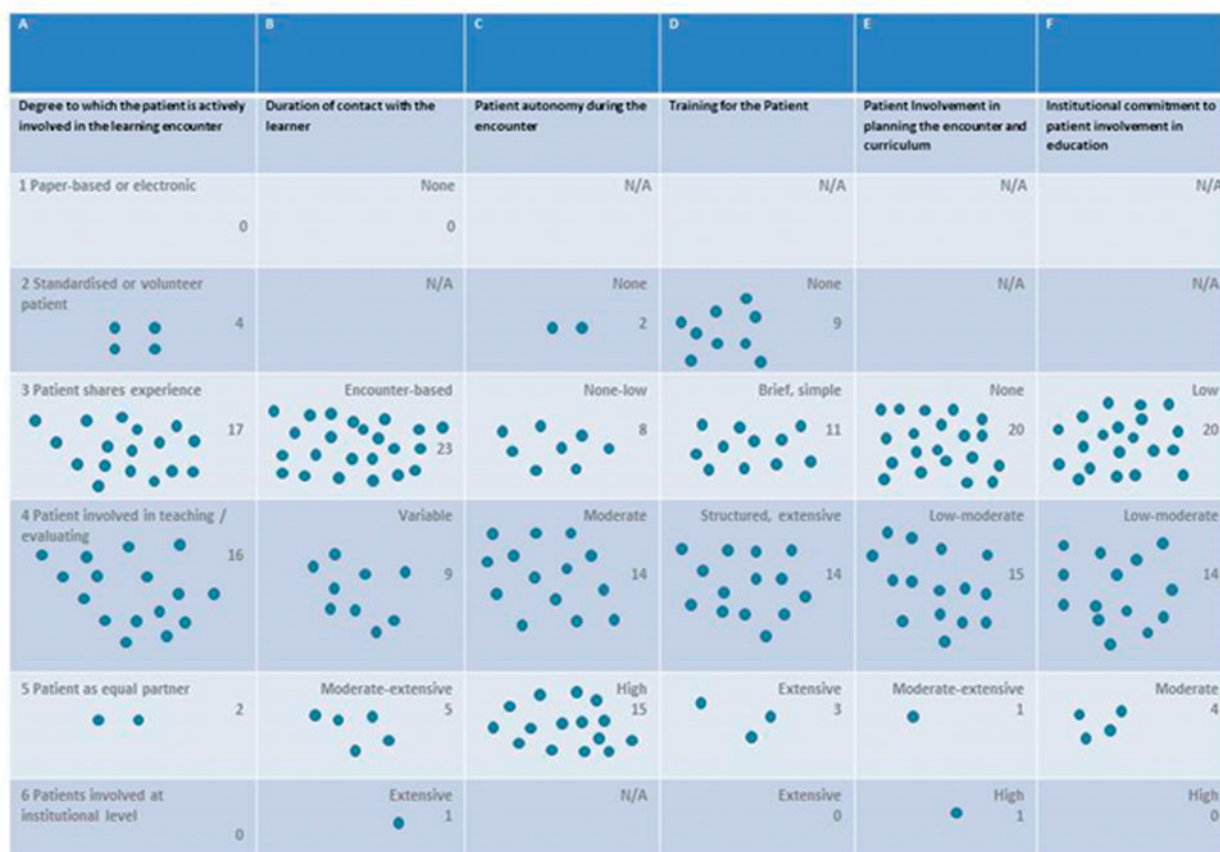 A B C D E F
Degree to which the patient is actively involved in the learning encounter
Duration of contact with the learner
Patient autonomy during the encounter
Training for the Patient
Patient Involvement in planning the encounter and curriculum
Institutional commitment to patient involvement in education
1 Paper-based or electronic
0
None
0
N/A
N/A
N/A
N/A
2 Standardised or volunteer patient
4
N/A
None
2
None
9
N/A
N/A
3 Patient shares experience
17
Encounter-based
23
None-low
8
Brief, simple
11
None
20
Low
20
4 Patient involved in teaching / evaluating
16
Variable
9
Moderate
14
Structured, extensive
14
Low-moderate
15
Low-moderate
14
5 Patient as equal partner
2
Moderate-extensive
5
High
15
Extensive
3
Moderate-extensive
1
Moderate
4
6 Patients involved at institutional level
0
Extensive
1
N/A
Extensive
0
High
1
High
0